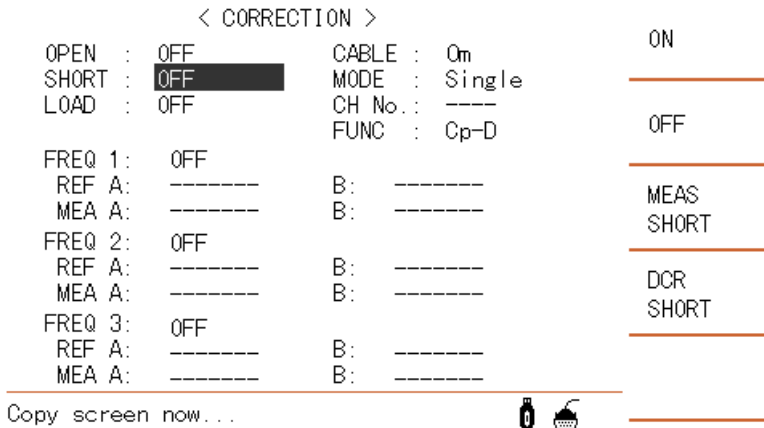 < CORRECTION >
OPEN : OFF CABLE : 0m
SHORT : OFF MODE : Single
LOAD : OFF CH No.: ----
FUNC : Cp-D
FREQ 1: OFF
REF A: ------- B: -------
MEA A: ------- B: -------
FREQ 2: OFF
REF A: ------- B: -------
MEA A: ------- B: -------
FREQ 3: OFF
REF A: ------- B: -------
MEA A: ------- B: -------
Copy screen now...
ON
OFF
MEAS
SHORT
DCR
SHORT